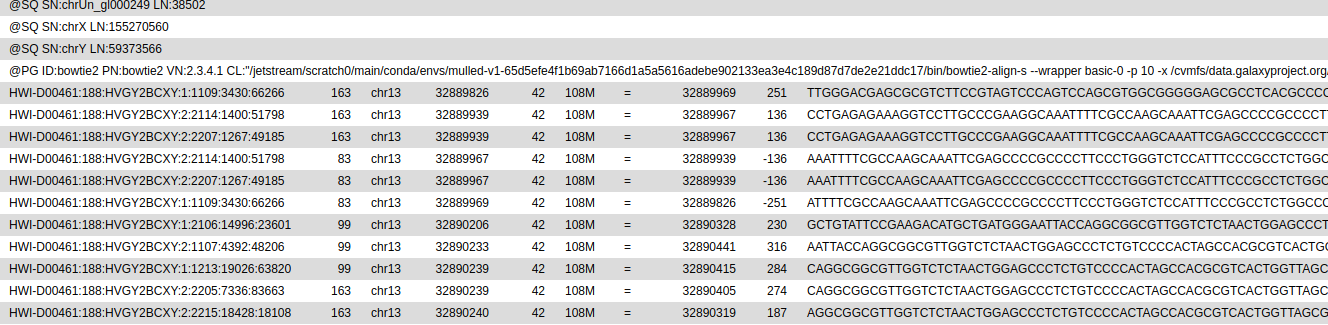 @SQ SN:chrUn_gl000249 LN:38502
@SQ SN:chrX LN:155270560
@SQ SN:chrY LN:59373566
@PG ID:bowtie2 PN:bowtie2 VN:2.3.4.1 CL:"/jetstream/scratch0/main/conda/envs/mulled-v1-65d5efe4f1b69ab7166d1a5a5616adebe902133ea3e4c189d87d7de2e21ddc17/bin/bowtie2-align-s --wrapper basic-0 -p 10 -x /cvmfs/data.galaxyproject.org/
HWI-D00461:188:HVGY2BCXY:1:1109:3430:66266 163 chr13 32889826 42 108M = 32889969 251 TTGGGACGAGCGCGTCTTCCGTAGTCCCAGTCCAGCGTGGCGGGGGAGCGCCTCACGCCCC
HWI-D00461:188:HVGY2BCXY:2:2114:1400:51798 163 chr13 32889939 42 108M = 32889967 136 CCTGAGAGAAAGGTCCTTGCCCGAAGGCAAATTTTCGCCAAGCAAATTCGAGCCCCGCCCCTT
HWI-D00461:188:HVGY2BCXY:2:2207:1267:49185 163 chr13 32889939 42 108M = 32889967 136 CCTGAGAGAAAGGTCCTTGCCCGAAGGCAAATTTTCGCCAAGCAAATTCGAGCCCCGCCCCTT
HWI-D00461:188:HVGY2BCXY:2:2114:1400:51798 83 chr13 32889967 42 108M = 32889939 -136 AAATTTTCGCCAAGCAAATTCGAGCCCCGCCCCTTCCCTGGGTCTCCATTTCCCGCCTCTGGC
HWI-D00461:188:HVGY2BCXY:2:2207:1267:49185 83 chr13 32889967 42 108M = 32889939 -136 AAATTTTCGCCAAGCAAATTCGAGCCCCGCCCCTTCCCTGGGTCTCCATTTCCCGCCTCTGGC
HWI-D00461:188:HVGY2BCXY:1:1109:3430:66266 83 chr13 32889969 42 108M = 32889826 -251 ATTTTCGCCAAGCAAATTCGAGCCCCGCCCCTTCCCTGGGTCTCCATTTCCCGCCTCTGGCCC
HWI-D00461:188:HVGY2BCXY:1:2106:14996:23601 99 chr13 32890206 42 108M = 32890328 230 GCTGTATTCCGAAGACATGCTGATGGGAATTACCAGGCGGCGTTGGTCTCTAACTGGAGCCCT
HWI-D00461:188:HVGY2BCXY:2:1107:4392:48206 99 chr13 32890233 42 108M = 32890441 316 AATTACCAGGCGGCGTTGGTCTCTAACTGGAGCCCTCTGTCCCCACTAGCCACGCGTCACTGG
HWI-D00461:188:HVGY2BCXY:1:1213:19026:63820 99 chr13 32890239 42 108M = 32890415 284 CAGGCGGCGTTGGTCTCTAACTGGAGCCCTCTGTCCCCACTAGCCACGCGTCACTGGTTAGC
HWI-D00461:188:HVGY2BCXY:2:2205:7336:83663 163 chr13 32890239 42 108M = 32890405 274 CAGGCGGCGTTGGTCTCTAACTGGAGCCCTCTGTCCCCACTAGCCACGCGTCACTGGTTAGC
HWI-D00461:188:HVGY2BCXY:2:2215:18428:18108 163 chr13 32890240 42 108M = 32890319 187 AGGCGGCGTTGGTCTCTAACTGGAGCCCTCTGTCCCCACTAGCCACGCGTCACTGGTTAGCG